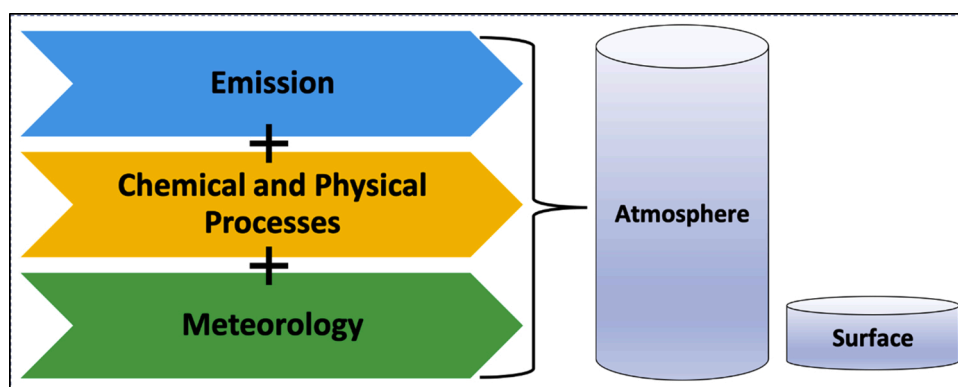 Emission
+
Chemical and Physical
Processes
+
Meteorology
Atmosphere
Surface